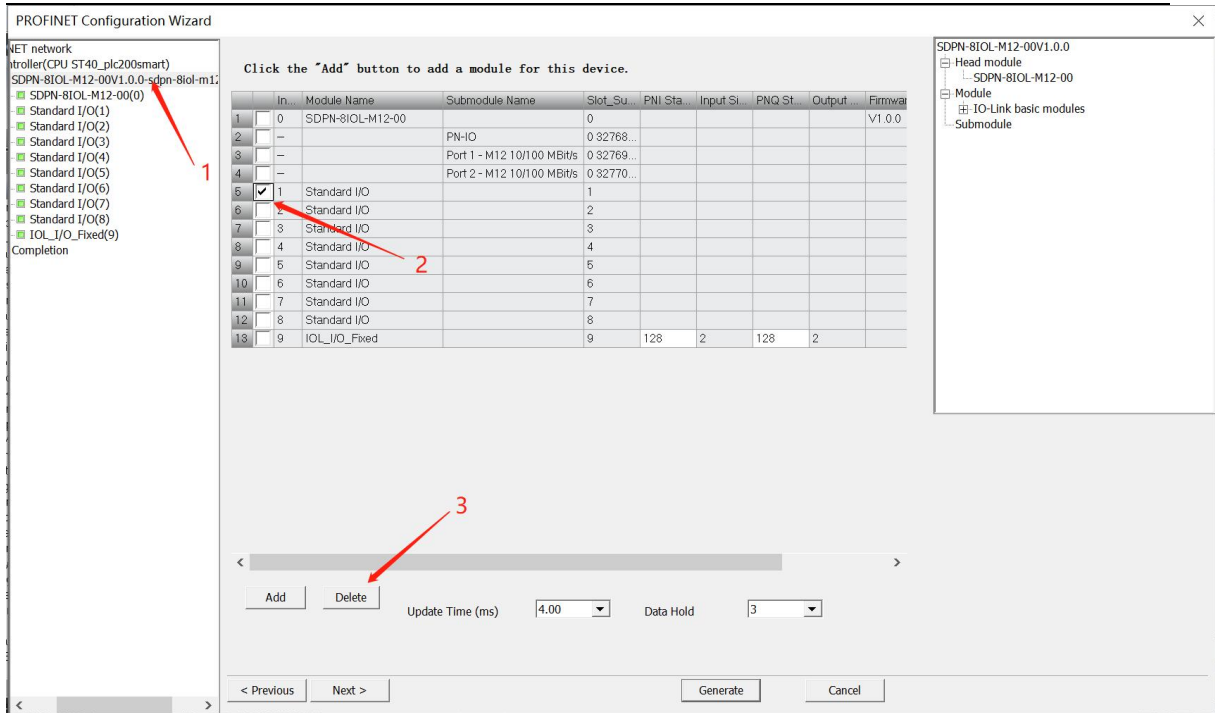 PROFINET Configuration Wizard
NET network
ntroller(CPU ST40_plc200smart)
SDPN-8IOL-M12-00V1.0.0-sdpn-8iol-m12
SDPN-8IOL-M12-00(0)
Standard I/O(1)
Standard I/O(2)
Standard I/O(3)
Standard I/O(4)
Standard I/O(5)
Standard I/O(6)
Standard I/O(7)
Standard I/O(8)
IOL_I/O_Fixed(9)
Completion
1
Click the "Add" button to add a module for this device.
In... Module Name Submodule Name Slot_Su... PNI Sta... Input Si... PNQ St... Output ... Firmwar
1 0 SDPN-8IOL-M12-00 0 V1.0.0
2 – PN-IO 0 32768...
3 – Port 1 - M12 10/100 MBit/s 0 32769...
4 – Port 2 - M12 10/100 MBit/s 0 32770...
5 1 Standard I/O 1
6 2 Standard I/O 2
7 3 Standard I/O 3
8 4 Standard I/O 4
9 5 Standard I/O 5
10 6 Standard I/O 6
11 7 Standard I/O 7
12 8 Standard I/O 8
13 9 IOL_I/O_Fixed 9 128 2 128 2
2
3
Add Delete Update Time (ms) 4.00 Data Hold 3
< Previous Next > Generate Cancel
SDPN-8IOL-M12-00V1.0.0
Head module
SDPN-8IOL-M12-00
Module
IO-Link basic modules
Submodule